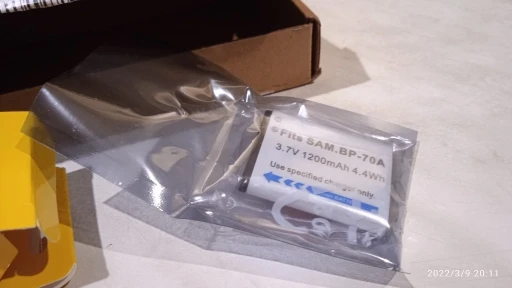 Fits SAM.BP-70A
3.7V 1200mAh 4.4Wh
Use specified charger only
2022/3/9 20:11